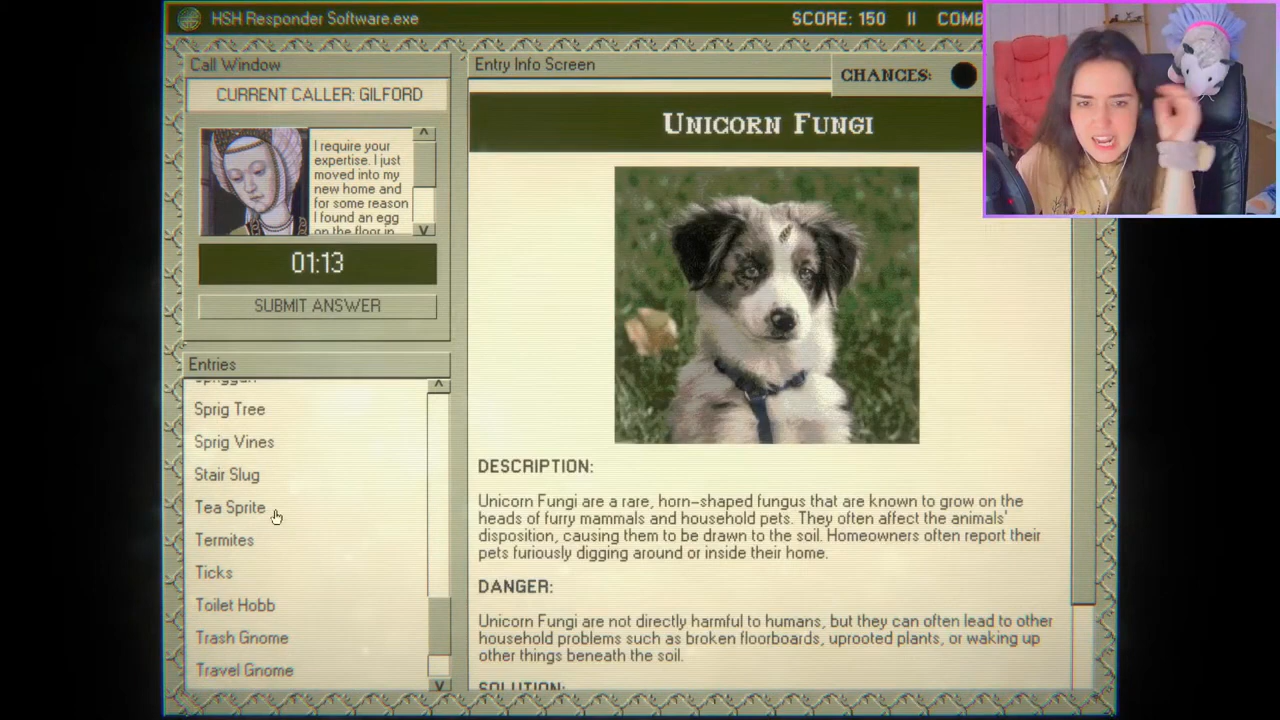 HSH Responder Software.exe
SCORE: 150 II COMB
Call Window
CURRENT CALLER: GILFORD
I require your
expertise. I just
moved into my
new home and
for some reason
I found an egg
on the floor in
01:13
SUBMIT ANSWER
Entries
Spriggan
Sprig Tree
Sprig Vines
Stair Slug
Tea Sprite
Termites
Ticks
Toilet Hobb
Trash Gnome
Travel Gnome
Entry Info Screen
CHANCES:
UNICORN FUNGI
DESCRIPTION:
Unicorn Fungi are a rare, horn-shaped fungus that are known to grow on the
heads of furry mammals and household pets. They often affect the animals'
disposition, causing them to be drawn to the soil. Homeowners often report their
pets furiously digging around or inside their home.
DANGER:
Unicorn Fungi are not directly harmful to humans, but they can often lead to other
household problems such as broken floorboards, uprooted plants, or waking up
other things beneath the soil.
SOLUTION: